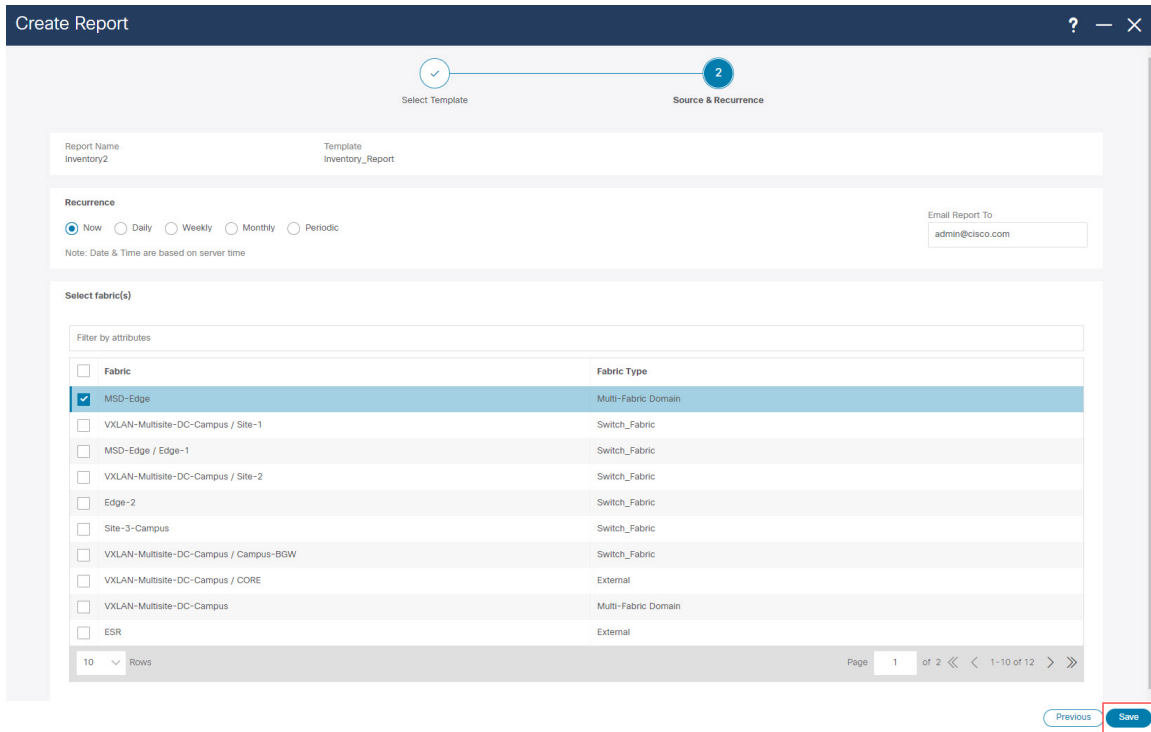 Create Report
?
2
Select Template
Source & Recurrence
Report Name
Template
Inventory2
Inventory_Report
Recurrence
Now
Daily
Weekly
Monthly
Periodic
Email Report To
admin@cisco.com
Note: Date & Time are based on server time
Select fabric(s)
Filter by attributes
Fabric
Fabric Type
MSD-Edge
Multi-Fabric Domain
VXLAN-Multisite-DC-Campus / Site-1
Switch_Fabric
MSD-Edge / Edge-1
Switch_Fabric
VXLAN-Multisite-DC-Campus / Site-2
Switch_Fabric
Edge-2
Switch_Fabric
Site-3-Campus
Switch_Fabric
VXLAN-Multisite-DC-Campus / Campus-BGW
Switch_Fabric
VXLAN-Multisite-DC-Campus / CORE
External
VXLAN-Multisite-DC-Campus
Multi-Fabric Domain
ESR
External
10 Rows
Page 1 of 2 1-10 of 12
Previous
Save